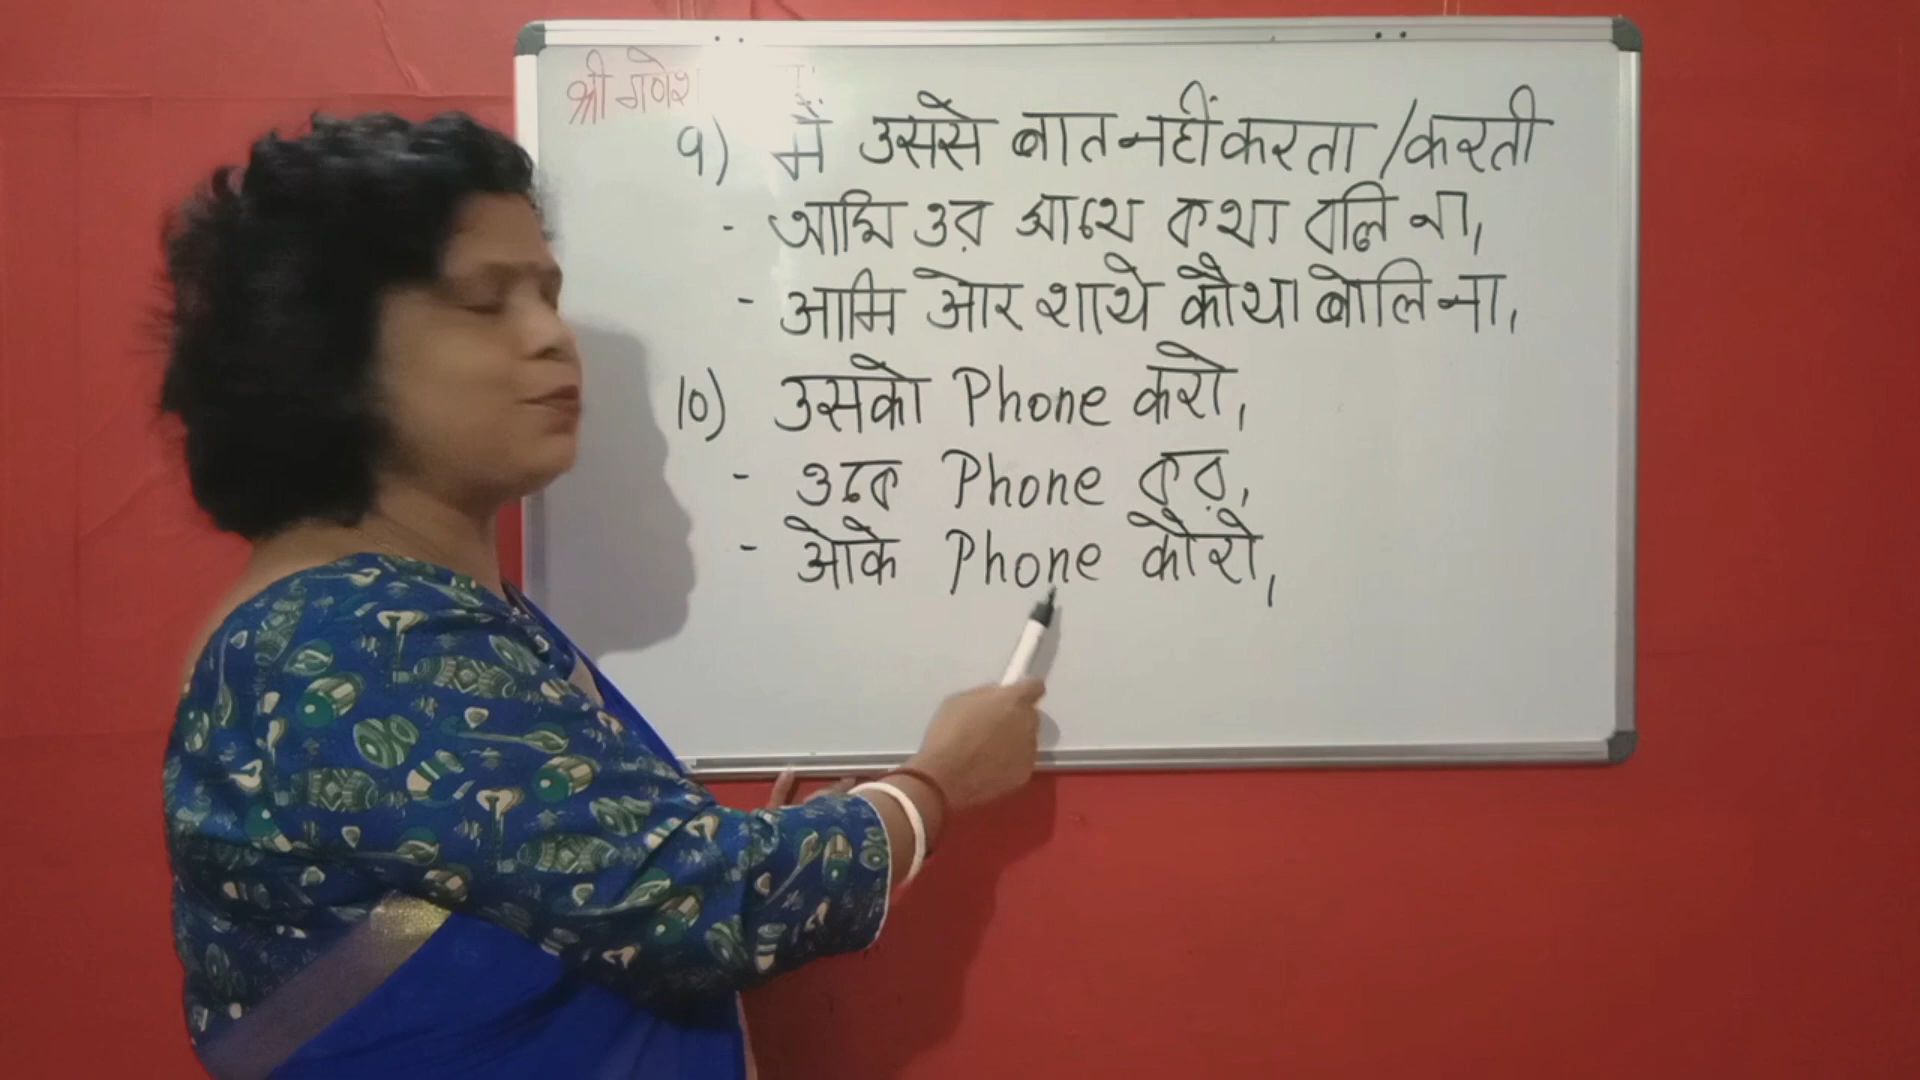 श्री गणेश
9) मैं उससे बात नहीं करता /करती
- আমি ওর সাথে কথা বলি না,
- आमि ओर शाथे कौथा बोलि ना,
10) उसको Phone करो,
- ওকে Phone কর,
- ओके Phone कोरो,